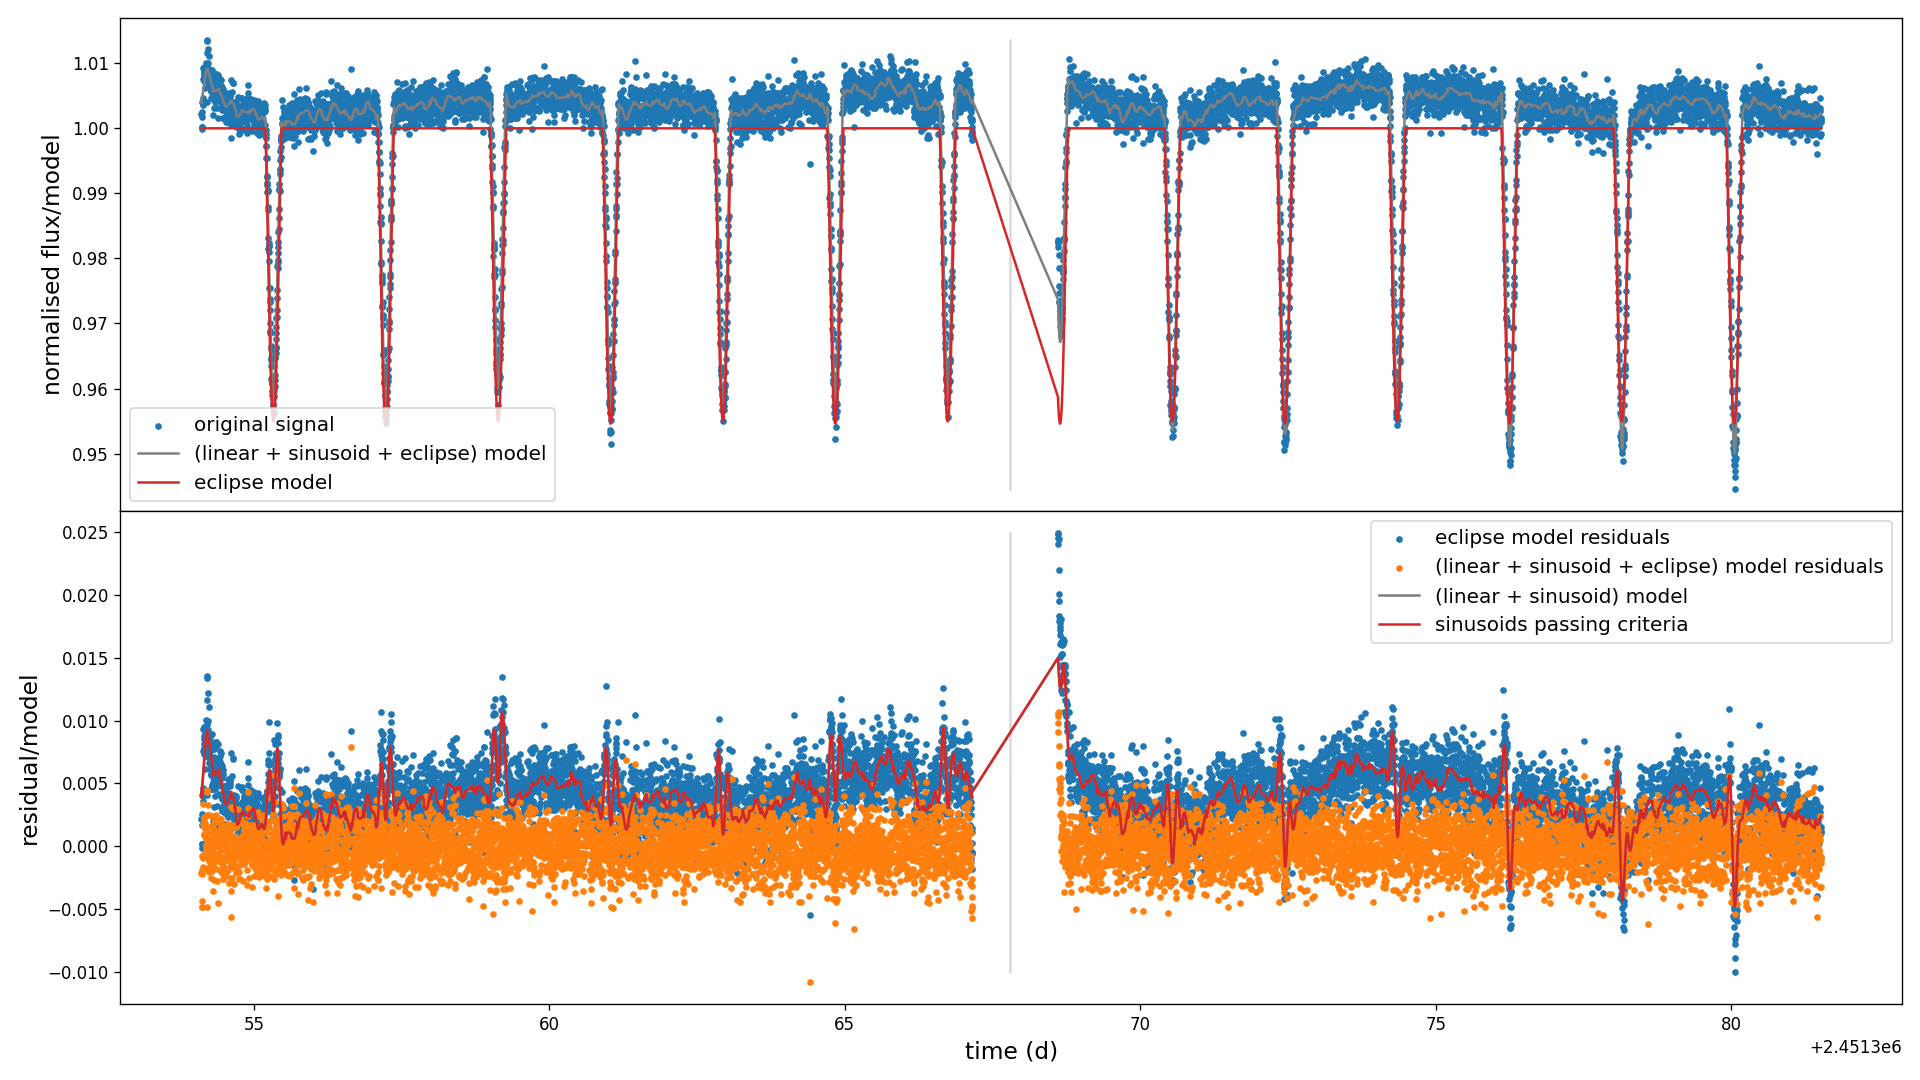 normalised flux/model
1.01
1.00
0.99
0.98
0.97
0.96
0.95
original signal
(linear + sinusoid + eclipse) model
eclipse model
residual/model
0.025
0.020
0.015
0.010
0.005
0.000
−0.005
−0.010
eclipse model residuals
(linear + sinusoid + eclipse) model residuals
(linear + sinusoid) model
sinusoids passing criteria
55 60 65 70 75 80
time (d)
+2.4513e6